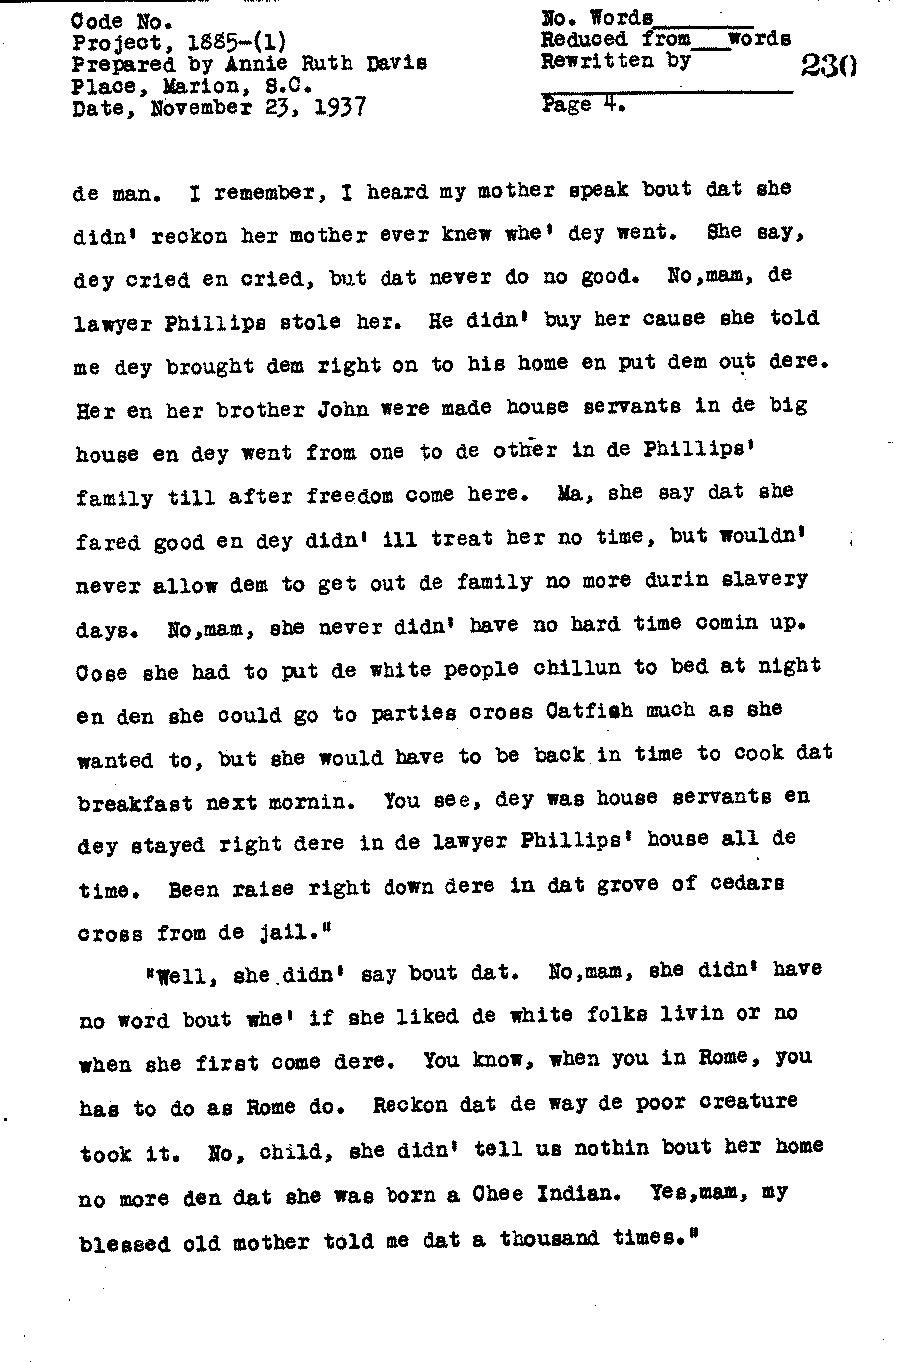 Code No.
No. Words________
Project, 1885-(1)
Reduced from___words
Prepared by Annie Ruth Davis
Rewritten by
230
Place, Marion, S.C.
Date, November 23, 1937
Page 4.
de man. I remember, I heard my mother speak bout dat she
didn' reckon her mother ever knew whe' dey went. She say,
dey cried en cried, but dat never do no good. No,mam, de
lawyer Phillips stole her. He didn' buy her cause she told
me dey brought dem right on to his home en put dem out dere.
Her en her brother John were made house servants in de big
house en dey went from one to de other in de Phillips'
family till after freedom come here. Ma, she say dat she
fared good en dey didn' ill treat her no time, but wouldn'
never allow dem to get out de family no more durin slavery
days. No,mam, she never didn' have no hard time comin up.
Cose she had to put de white people chillun to bed at night
en den she could go to parties cross Catfish much as she
wanted to, but she would have to be back in time to cook dat
breakfast next mornin. You see, dey was house servants en
dey stayed right dere in de lawyer Phillips' house all de
time. Been raise right down dere in dat grove of cedars
cross from de jail."
"Well, she didn' say bout dat. No,mam, she didn' have
no word bout whe' if she liked de white folks livin or no
when she first come dere. You know, when you in Rome, you
has to do as Rome do. Reckon dat de way de poor creature
took it. No, child, she didn' tell us nothin bout her home
no more den dat she was born a Chee Indian. Yes,mam, my
blessed old mother told me dat a thousand times."